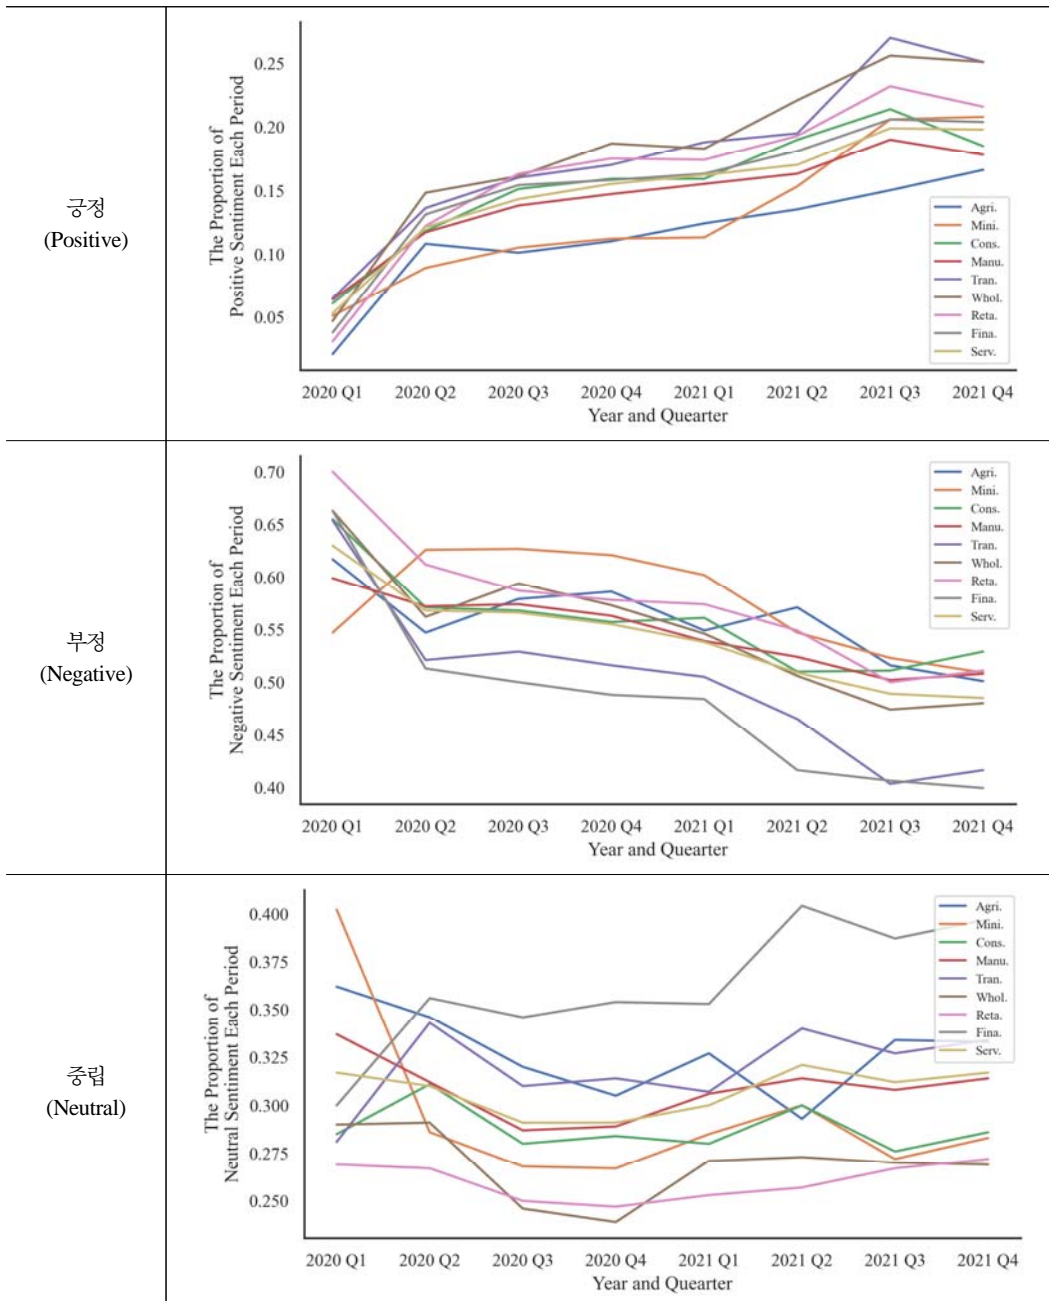 긍정
(Positive)
The Proportion of
Positive Sentiment Each Period
0.25
0.20
0.15
0.10
0.05
Agri.
Mini.
Cons.
Manu.
Tran.
Whol.
Reta.
Fina.
Serv.
2020 Q1 2020 Q2 2020 Q3 2020 Q4 2021 Q1 2021 Q2 2021 Q3 2021 Q4
Year and Quearter
부정
(Negative)
The Proportion of
Negative Sentiment Each Period
0.70
0.65
0.60
0.55
0.50
0.45
0.40
Agri.
Mini.
Cons.
Manu.
Tran.
Whol.
Reta.
Fina.
Serv.
2020 Q1 2020 Q2 2020 Q3 2020 Q4 2021 Q1 2021 Q2 2021 Q3 2021 Q4
Year and Quearter
중립
(Neutral)
The Proportion of
Neutral Sentiment Each Period
0.400
0.375
0.350
0.325
0.300
0.275
0.250
Agri.
Mini.
Cons.
Manu.
Tran.
Whol.
Reta.
Fina.
Serv.
2020 Q1 2020 Q2 2020 Q3 2020 Q4 2021 Q1 2021 Q2 2021 Q3 2021 Q4
Year and Quearter